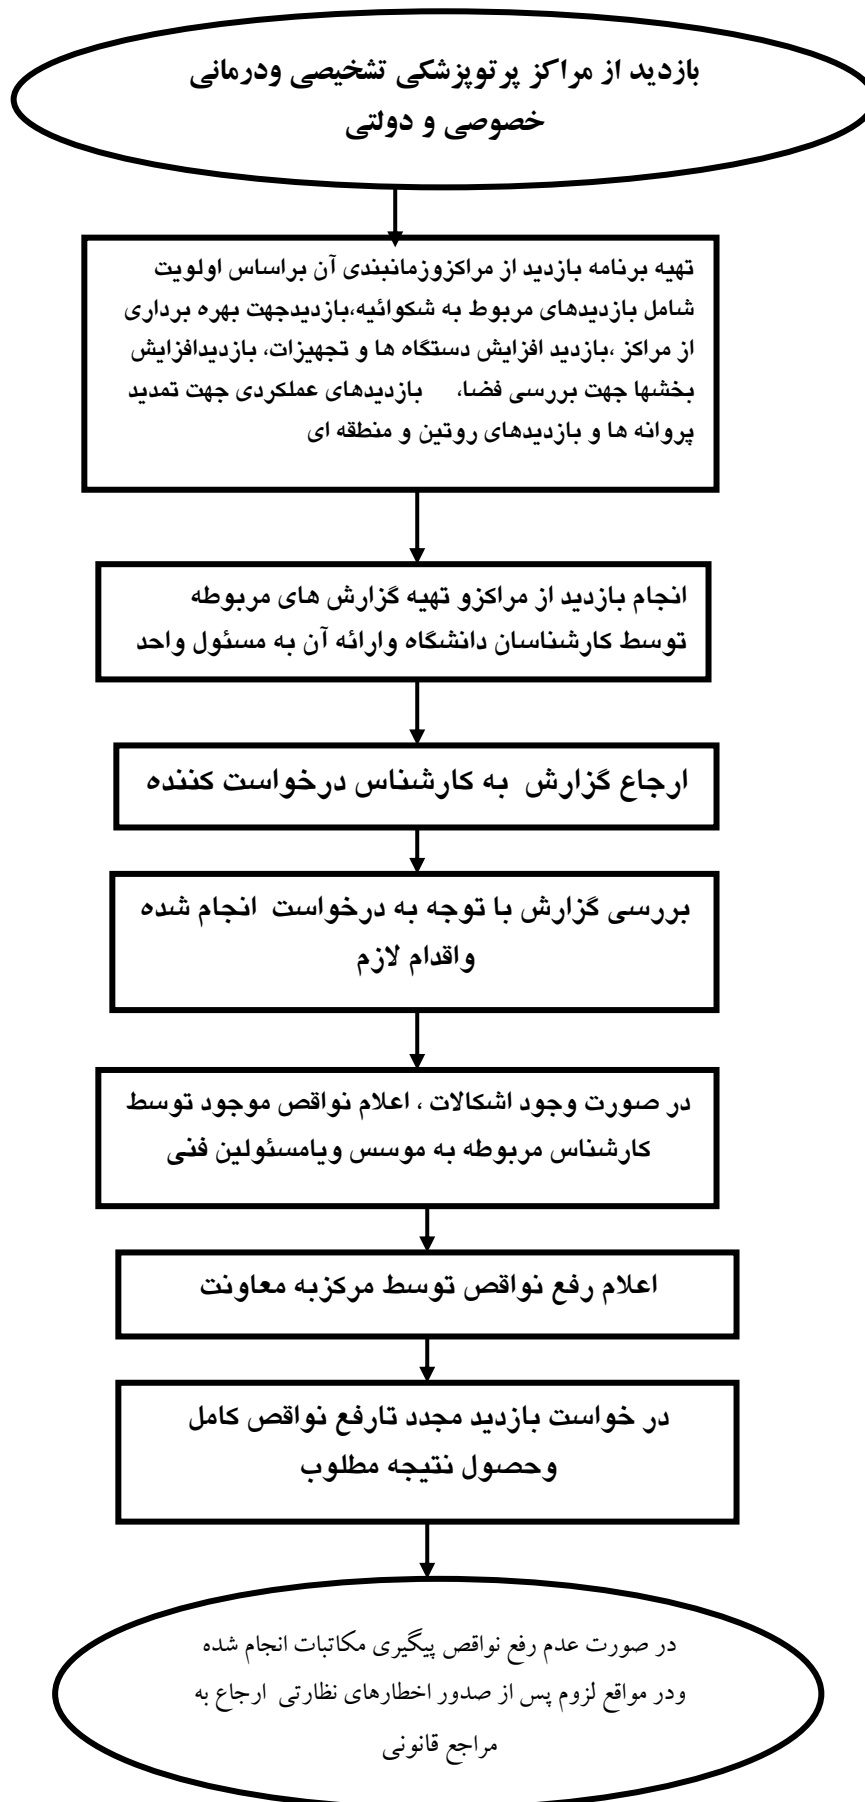 بازدید از مراکز پرتوپزشکی تشخیصی ودرمانی
خصوصی و دولتی
تهیه برنامه بازدید از مراکزوزمانبندی آن براساس اولویت
شامل بازدیدهای مربوط به شکوائیه،بازدیدجهت بهره برداری
از مراکز ،بازدید افزایش دستگاه ها و تجهیزات، بازدیدافزایش
بخشها جهت بررسی فضا، بازدیدهای عملکردی جهت تمدید
پروانه ها و بازدیدهای روتین و منطقه ای
انجام بازدید از مراکزو تهیه گزارش های مربوطه
توسط کارشناسان دانشگاه وارائه آن به مسئول واحد
ارجاع گزارش به کارشناس درخواست کننده
بررسی گزارش با توجه به درخواست انجام شده
واقدام لازم
در صورت وجود اشکالات ، اعلام نواقص موجود توسط
کارشناس مربوطه به موسس ویامسئولین فنی
اعلام رفع نواقص توسط مرکزبه معاونت
در خواست بازدید مجدد تارفع نواقص کامل
وحصول نتیجه مطلوب
در صورت عدم رفع نواقص پیگیری مکاتبات انجام شده
ودر مواقع لزوم پس از صدور اخطارهای نظارتی ارجاع به
مراجع قانونی